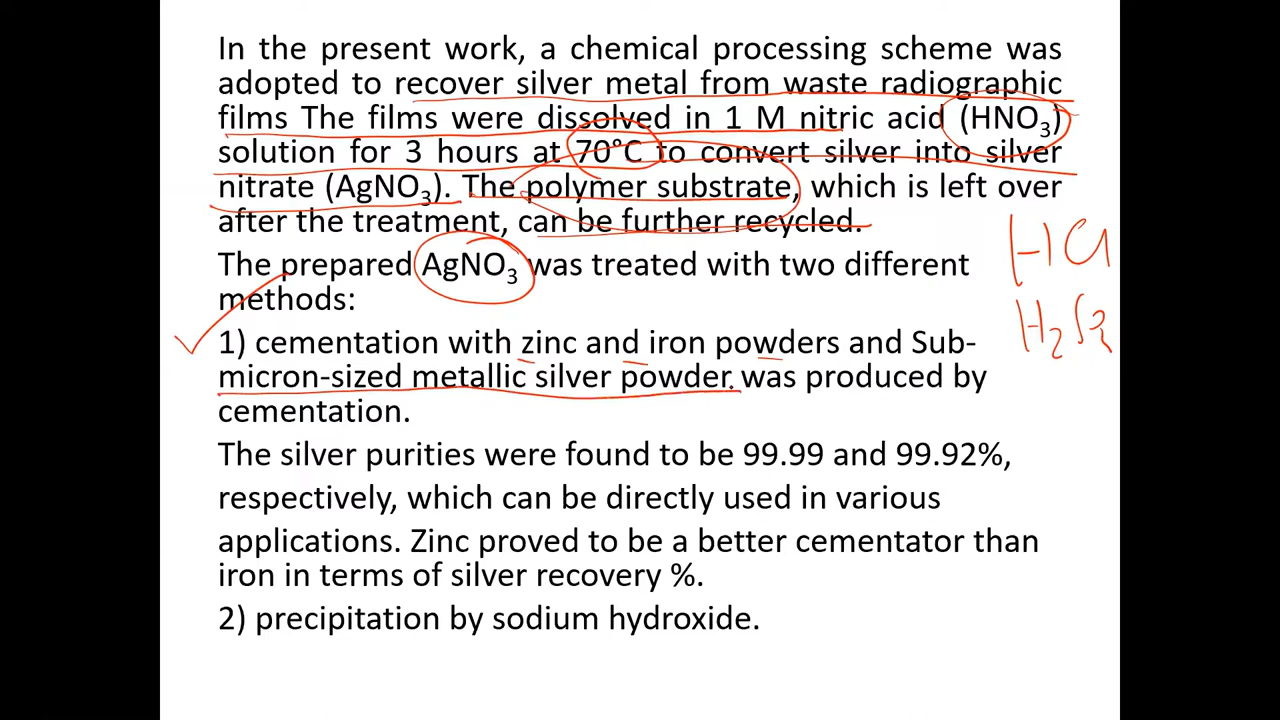 In the present work, a chemical processing scheme was
adopted to recover silver metal from waste radiographic
films The films were dissolved in 1 M nitric acid (HNO₃)
solution for 3 hours at 70°C to convert silver into silver
nitrate (AgNO₃). The polymer substrate, which is left over
after the treatment, can be further recycled.
HCl
The prepared AgNO₃ was treated with two different
methods:
1) cementation with zinc and iron powders and Sub-
micron-sized metallic silver powder. was produced by
cementation.
The silver purities were found to be 99.99 and 99.92%,
respectively, which can be directly used in various
applications. Zinc proved to be a better cementator than
iron in terms of silver recovery %.
2) precipitation by sodium hydroxide.